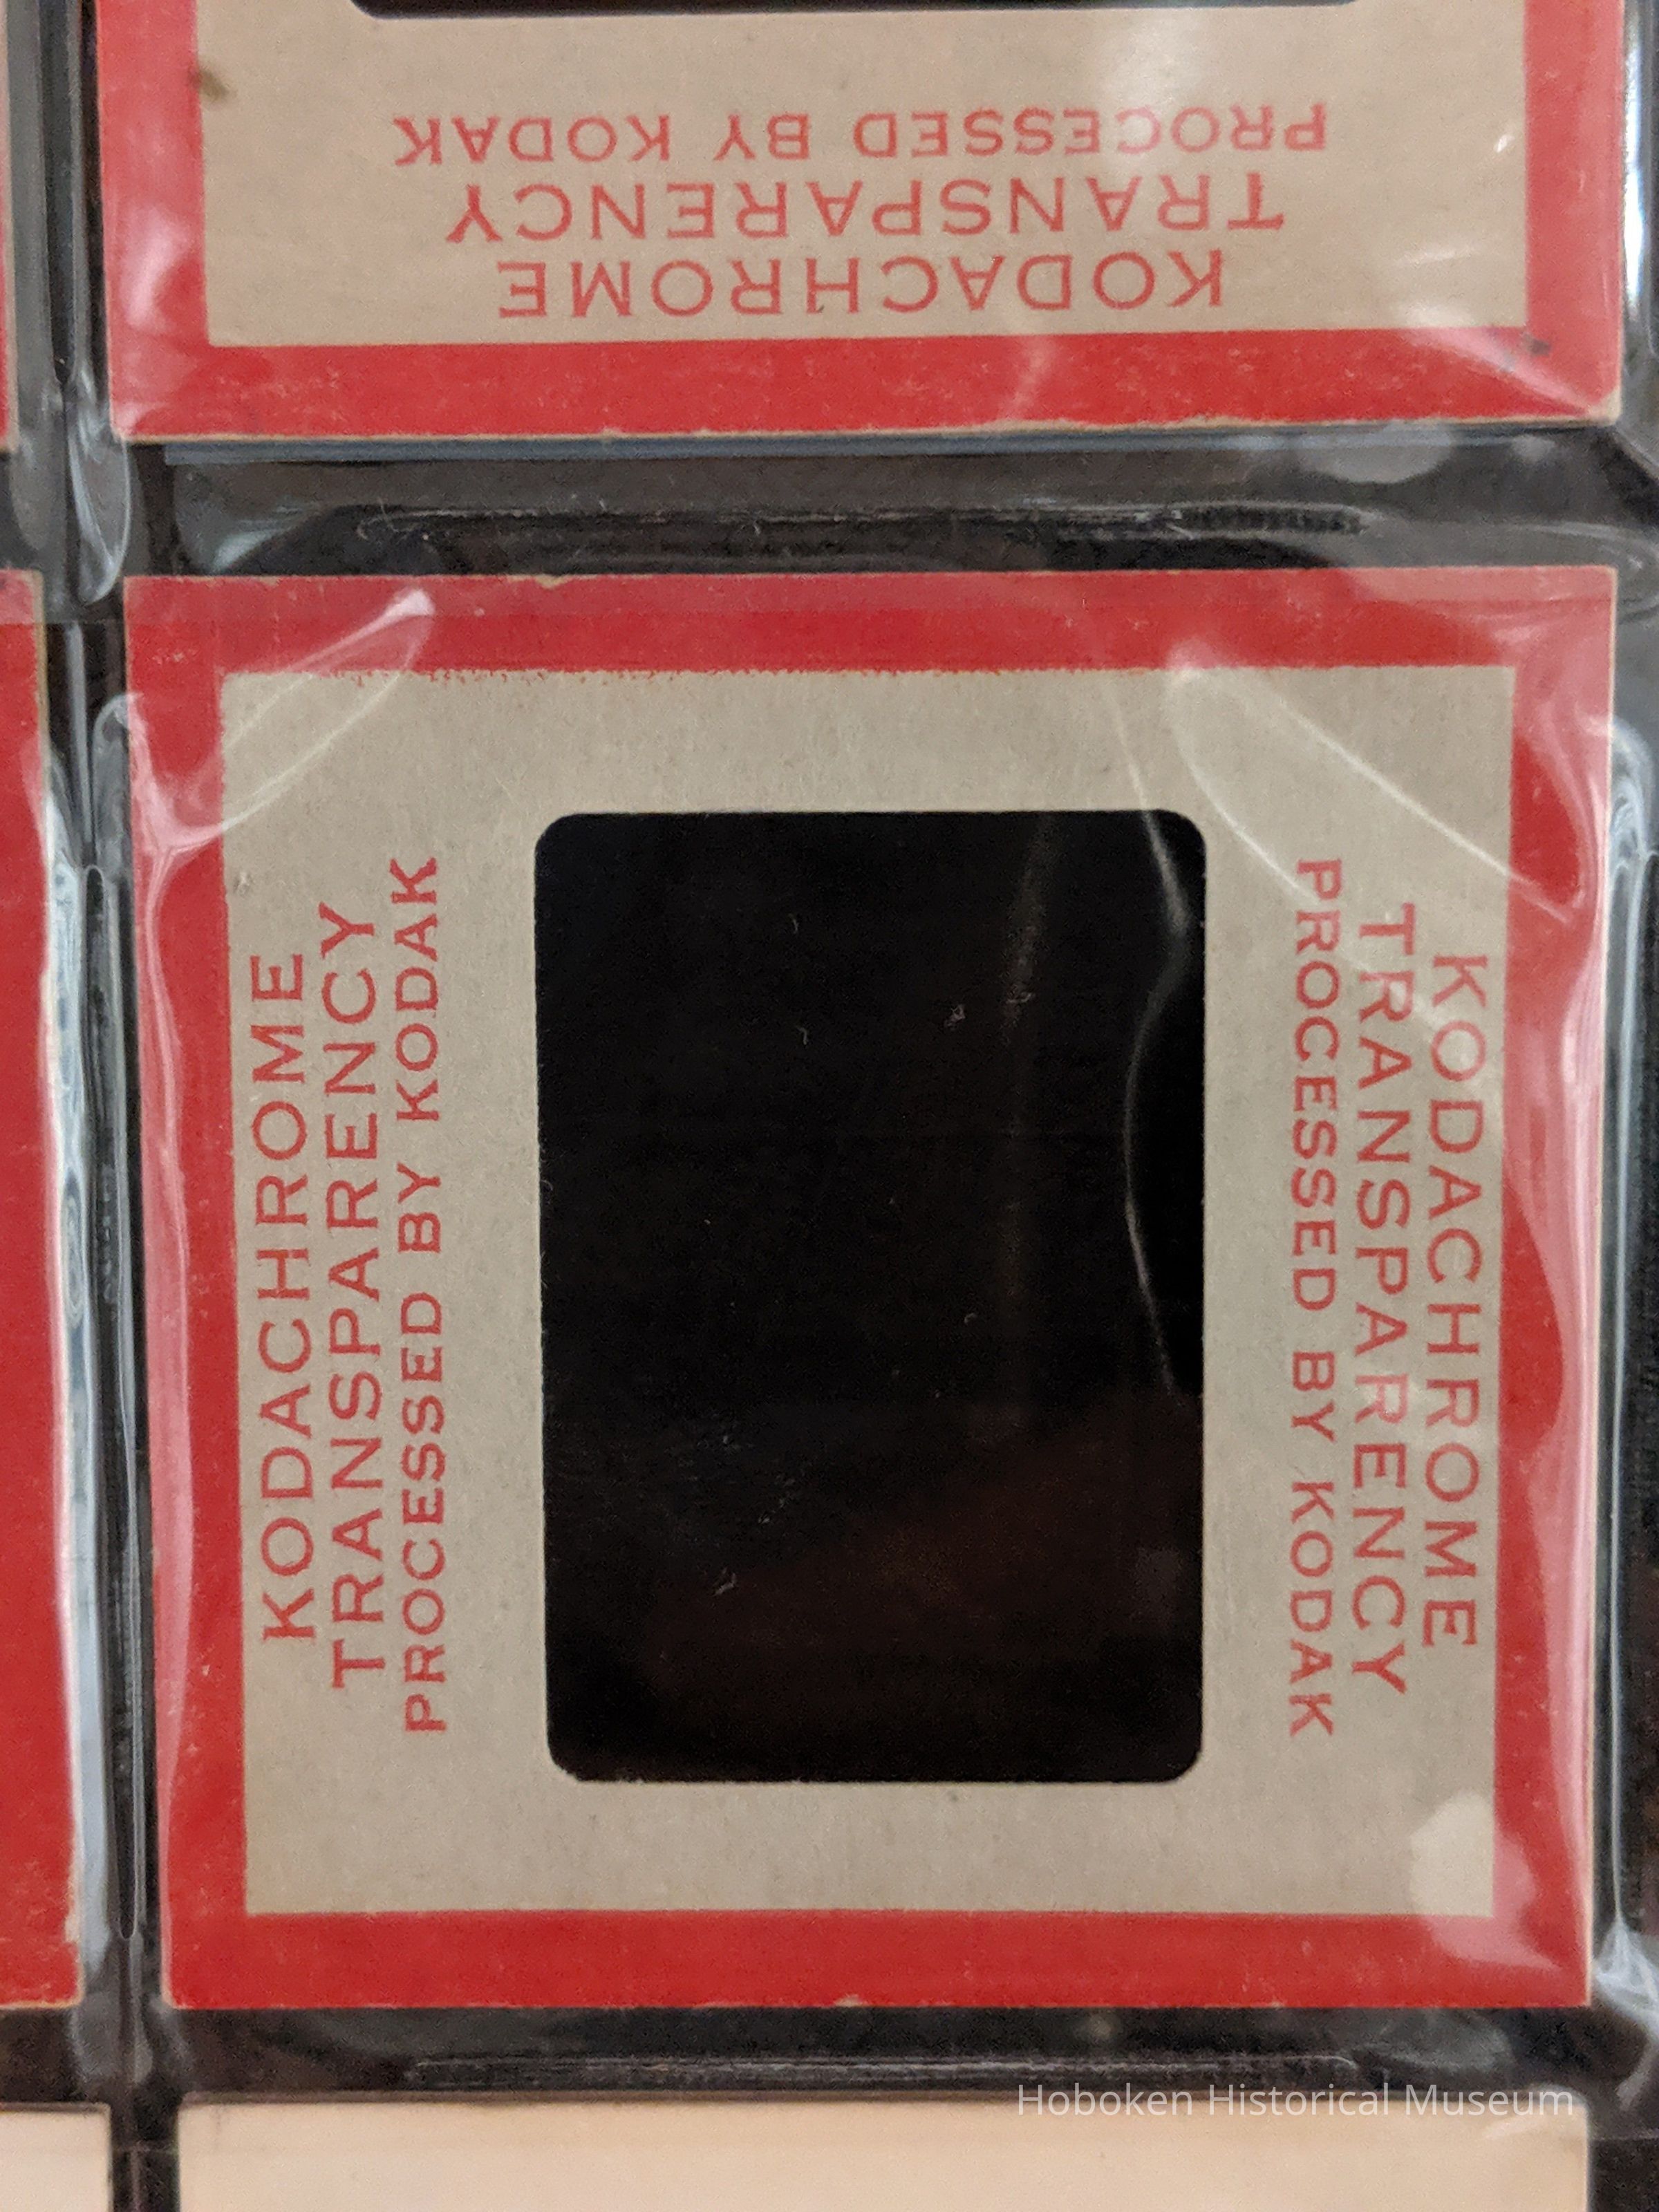 KODACHROME
TRANSPARENCY
PROCESSED BY KODAK
KODACHROME
TRANSPARENCY
PROCESSED BY KODAK
KODACHROME
TRANSPARENCY
PROCESSED BY KODAK
Hoboken Historical Museum